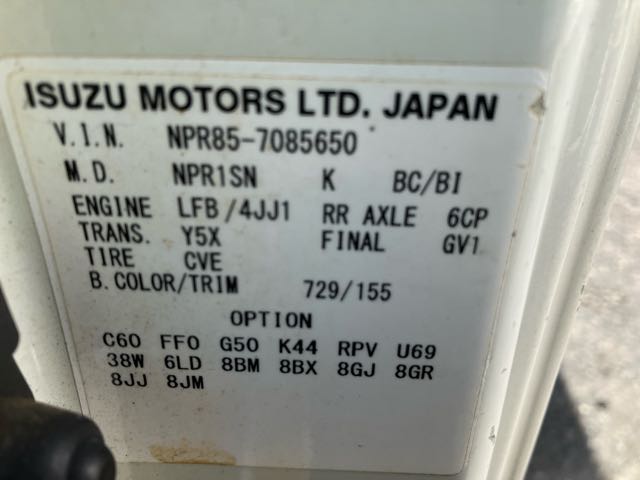 ISUZU MOTORS LTD. JAPAN
V.I.N. NPR85-7085650
M.D. NPR1SN K BC/BI
ENGINE LFB/4JJ1 RR AXLE 6CP
TRANS. Y5X FINAL GV1
TIRE CVE
B.COLOR/TRIM 729/155
OPTION
C60 FF0 G50 K44 RPV U69
38W 6LD 8BM 8BX 8GJ 8GR
8JJ 8JM